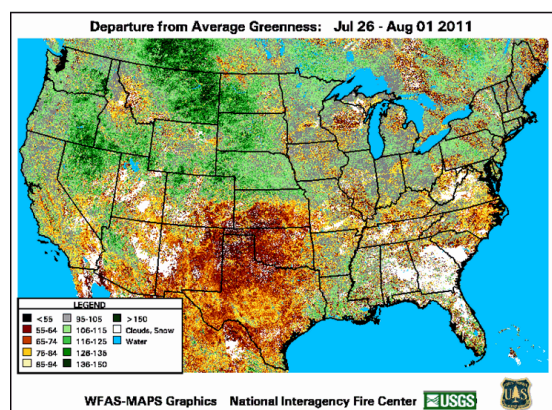 Departure from Average Greenness: Jul 26 - Aug 01 2011
LEGEND
<55 95-105 >150
55-64 106-115 Clouds, Snow
65-74 116-125 Water
76-84 126-135
85-94 136-150
WFAS-MAPS Graphics National Interagency Fire Center USGS
UAS